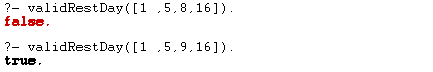 ?- validRestDay([1 ,5,8,16]).
false.
?- validRestDay([1 ,5,9,16]).
true.